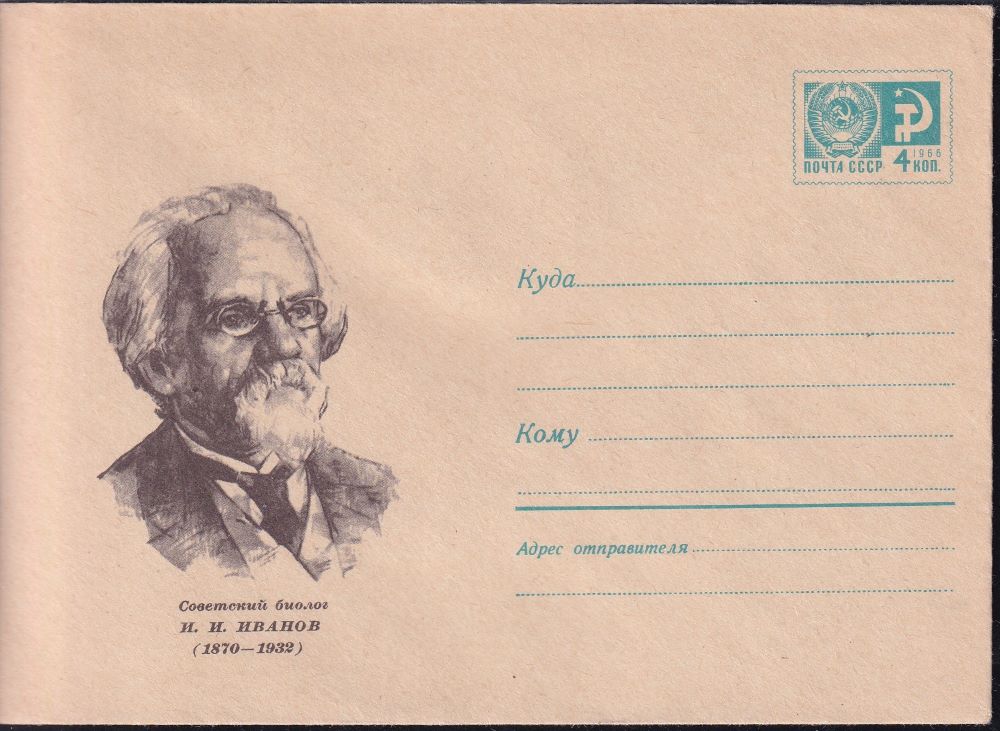 ПОЧТА СССР
1966
4 КОП.
Куда
Кому
Адрес отправителя
Советский биолог
И. И. ИВАНОВ
(1870—1932)